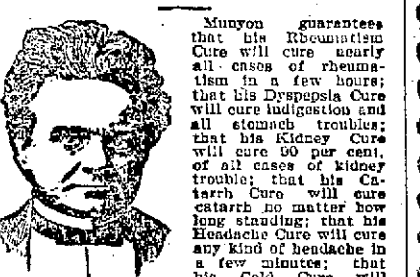 Munyon guarantees
that his Rheumatism
Cure will cure nearly
all cases of rheuma-
tism in a few hours;
that his Dyspepsia Cure
will cure indigestion and
all stomach troubles;
that his Kidney Cure
will cure 90 per cent.
of all cases of kidney
trouble; that his Ca-
tarrh Cure will cure
catarrh no matter how
long standing; that his
Headache Cure will cure
any kind of headache in
a few minutes; that
his Cold Cure will